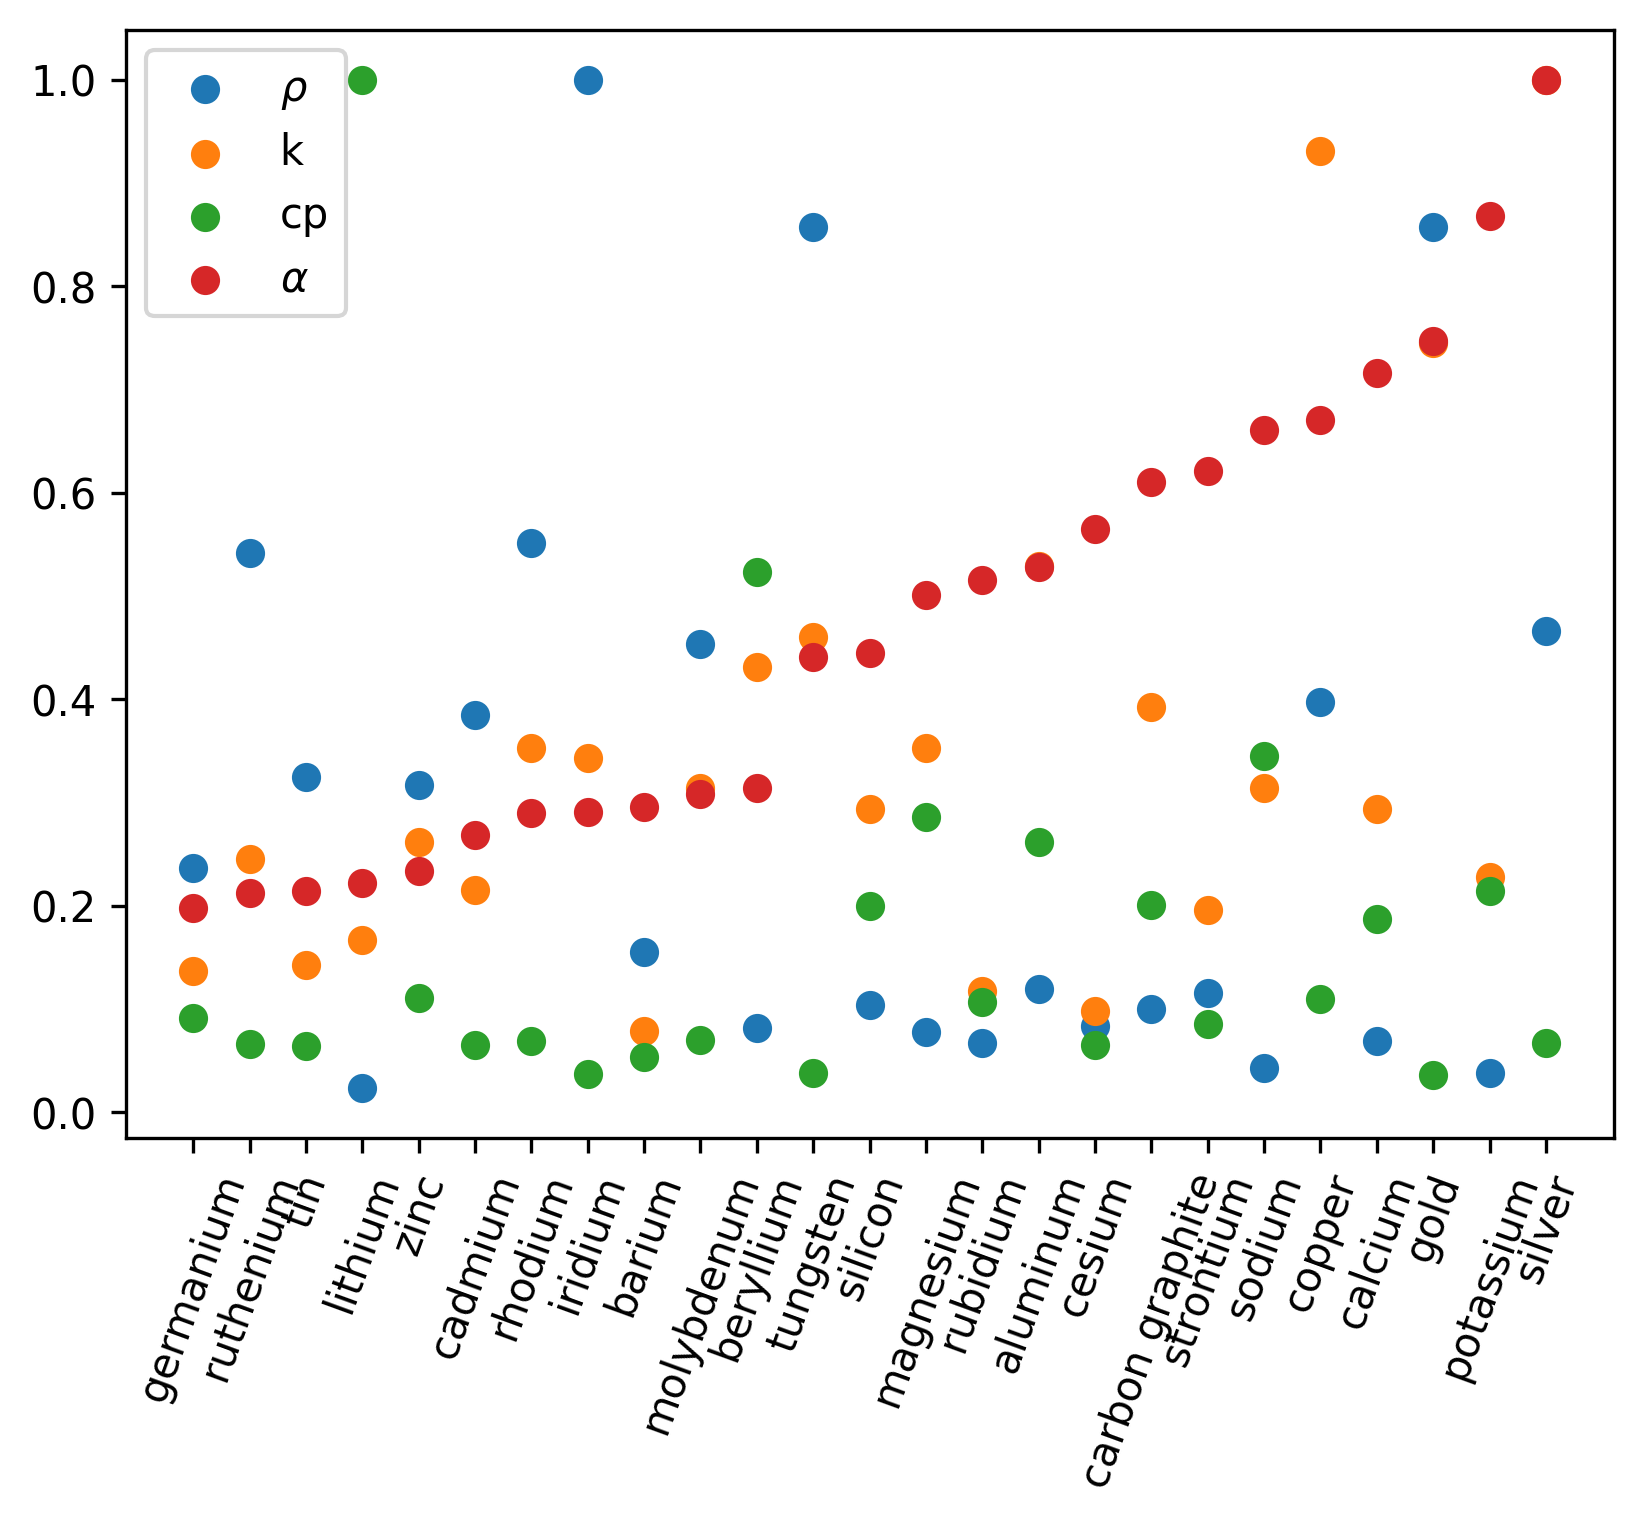 1.0
0.8
0.6
0.4
0.2
0.0
ρ
k
cp
α
germanium
ruthenium
tin
lithium
zinc
cadmium
rhodium
iridium
barium
molybdenum
beryllium
tungsten
silicon
magnesium
rubidium
aluminum
cesium
carbon graphite
strontium
sodium
copper
calcium
gold
potassium
silver